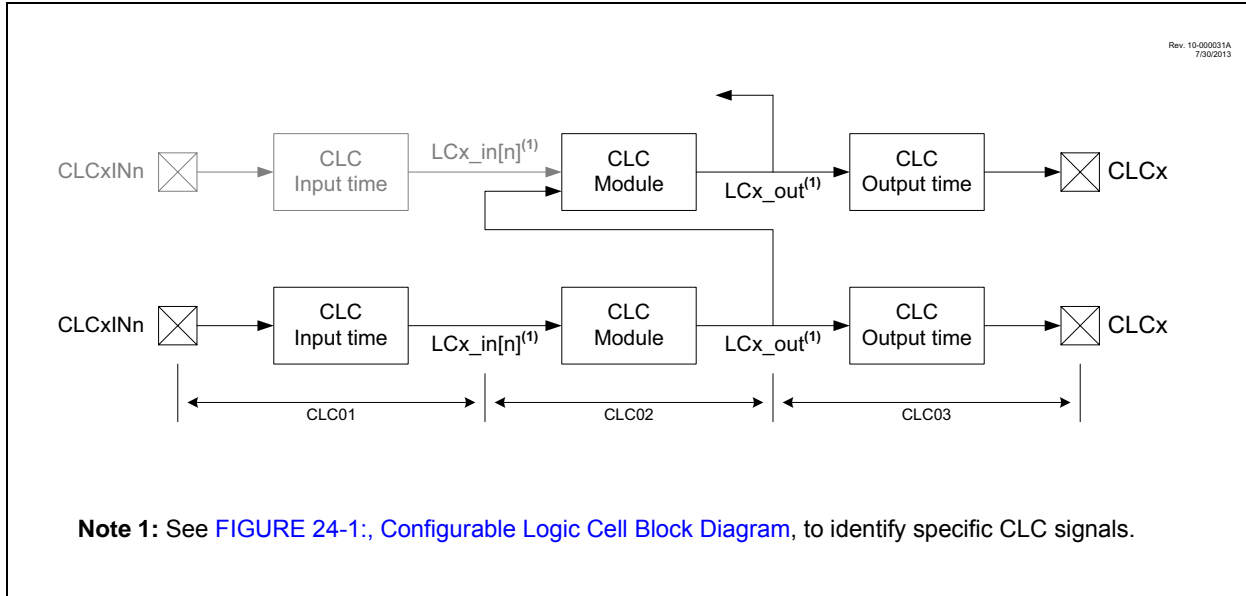 Rev. 10-000031A
7/30/2013
CLCxINn
CLC
Input time
LCx_in[n](1)
CLC
Module
LCx_out(1)
CLC
Output time
CLCx
CLCxINn
CLC
Input time
LCx_in[n](1)
CLC
Module
LCx_out(1)
CLC
Output time
CLCx
CLC01
CLC02
CLC03
Note 1: See FIGURE 24-1:, Configurable Logic Cell Block Diagram, to identify specific CLC signals.